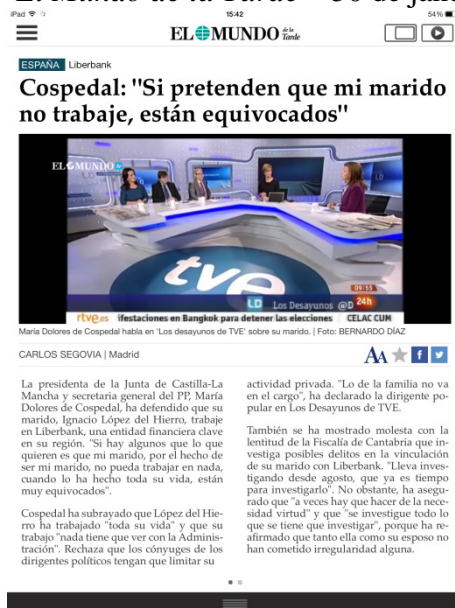 El Mundo de la Tarde
iPad
15:42
54%
EL MUNDO de la Tarde
ESPAÑA Liberbank
Cospedal: "Si pretenden que mi marido
no trabaje, están equivocados"
EL MUNDO
tve
09:55
LD Los Desayunos @D 24h
rtve.es ifestaciones en Bangkok para detener las elecciones CELAC CUM
María Dolores de Cospedal habla en 'Los desayunos de TVE' sobre su marido. | Foto: BERNARDO DÍAZ
CARLOS SEGOVIA | Madrid
AA
La presidenta de la Junta de Castilla-La
Mancha y secretaria general del PP, María
Dolores de Cospedal, ha defendido que su
marido, Ignacio López del Hierro, trabaje
en Liberbank, una entidad financiera clave
en su región. "Si hay algunos que lo que
quieren es que mi marido, por el hecho de
ser mi marido, no pueda trabajar en nada,
cuando lo ha hecho toda su vida, están
muy equivocados".
Cospedal ha subrayado que López del Hie-
rro ha trabajado "toda su vida" y que su
trabajo "nada tiene que ver con la Adminis-
tración". Rechaza que los cónyuges de los
dirigentes políticos tengan que limitar su
actividad privada. "Lo de la familia no va
en el cargo", ha declarado la dirigente po-
pular en Los Desayunos de TVE.
También se ha mostrado molesta con la
lentitud de la Fiscalía de Cantabria que in-
vestiga posibles delitos en la vinculación
de su marido con Liberbank. "Lleva inves-
tigando desde agosto, que ya es tiempo
para investigarlo". No obstante, ha asegu-
rado que "a veces hay que hacer de la nece-
sidad virtud" y que "se investigue todo lo
que se tiene que investigar", porque ha re-
afirmado que tanto ella como su esposo no
han cometido irregularidad alguna.